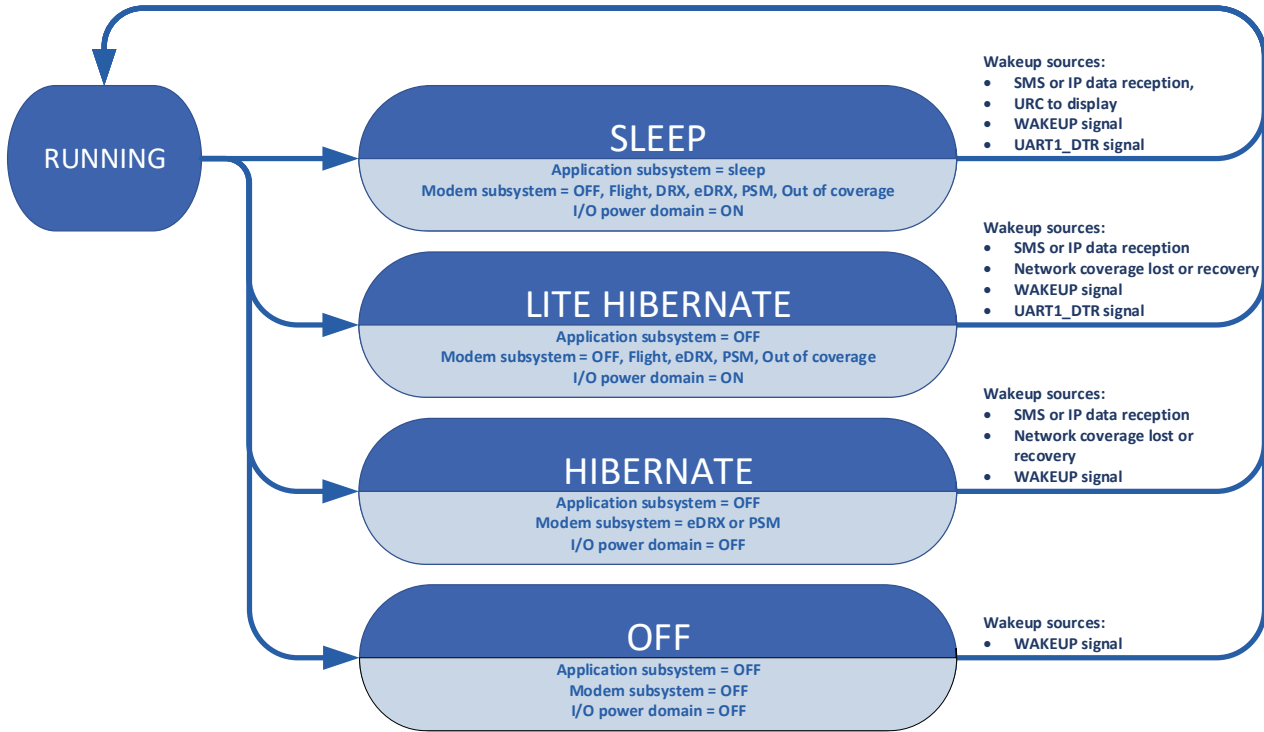 RUNNING
SLEEP
Application subsystem = sleep
Modem subsystem = OFF, Flight, DRX, eDRX, PSM, Out of coverage
I/O power domain = ON
Wakeup sources:
• SMS or IP data reception,
• URC to display
• WAKEUP signal
• UART1_DTR signal
LITE HIBERNATE
Application subsystem = OFF
Modem subsystem = OFF, Flight, eDRX, PSM, Out of coverage
I/O power domain = ON
Wakeup sources:
• SMS or IP data reception
• Network coverage lost or recovery
• WAKEUP signal
• UART1_DTR signal
HIBERNATE
Application subsystem = OFF
Modem subsystem = eDRX or PSM
I/O power domain = OFF
Wakeup sources:
• SMS or IP data reception
• Network coverage lost or
recovery
• WAKEUP signal
OFF
Application subsystem = OFF
Modem subsystem = OFF
I/O power domain = OFF
Wakeup sources:
• WAKEUP signal